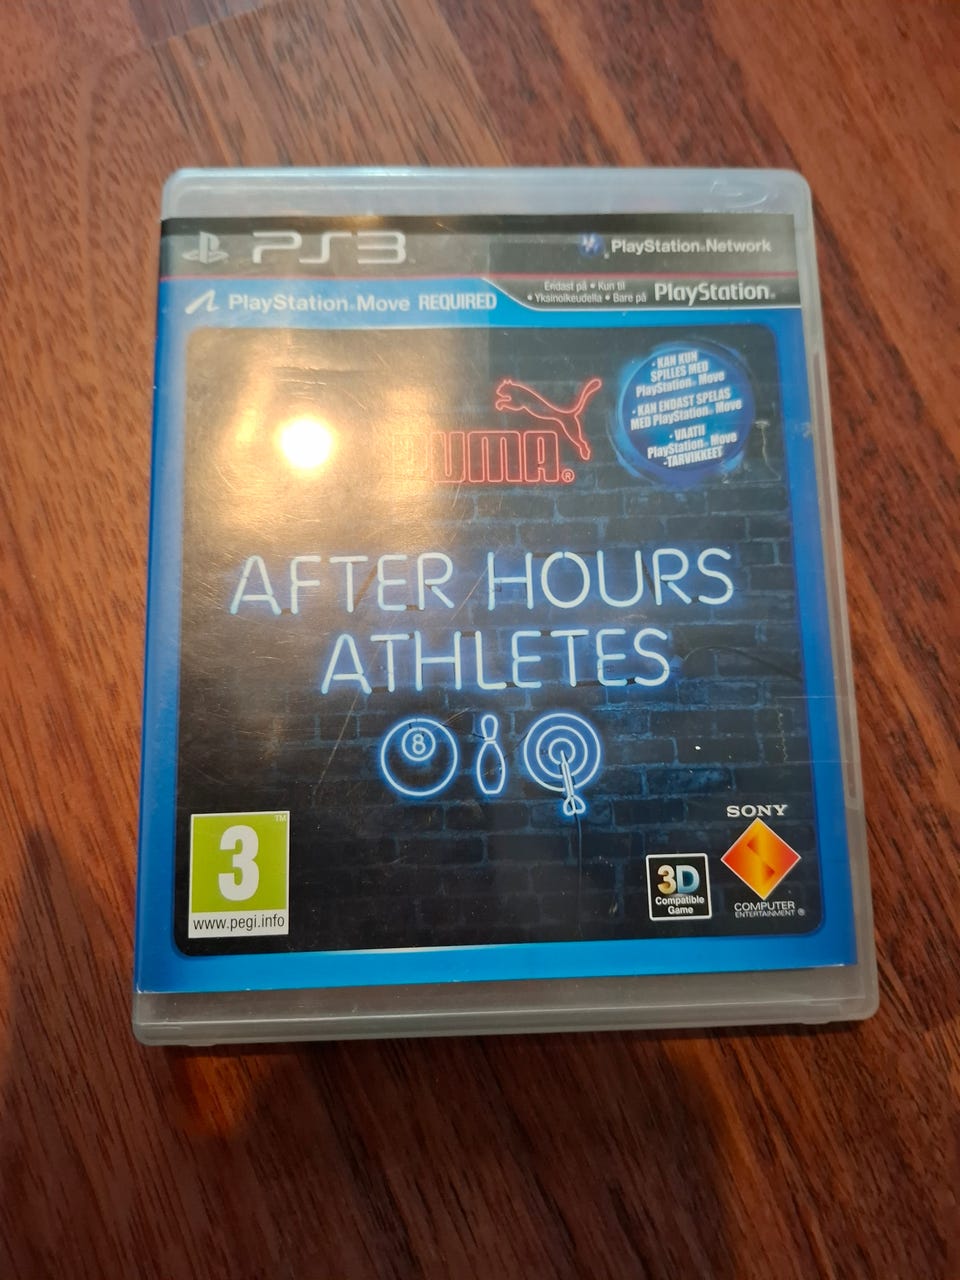 PS3
PlayStation®Network
PlayStation®Move REQUIRED
Endast på • Kun til
• Yksinoikeudella • Bare på
PlayStation®
• KAN KUN
SPILLES MED
PlayStation® Move
• KAN ENDAST SPELAS
MED PlayStation® Move
• VAATII
PlayStation® Move
-TARVIKKEET
PUMA®
AFTER HOURS
ATHLETES
8
3
TM
www.pegi.info
3D
Compatible
Game
SONY
COMPUTER
ENTERTAINMENT®